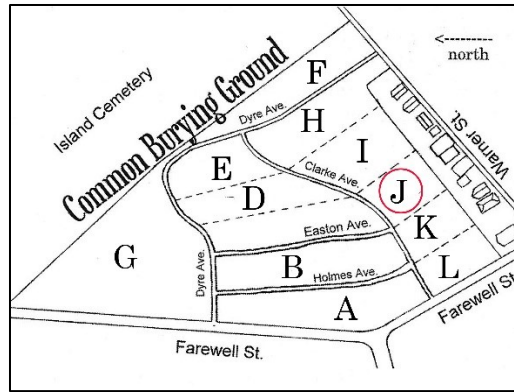 north
Island Cemetery
Common Burying Ground
Warner St.
F
Dyre Ave.
H
E
I
Clarke Ave.
D
J
Easton Ave.
K
G
Dyre Ave.
B
Holmes Ave.
L
A
Farewell St.
Farewell St.